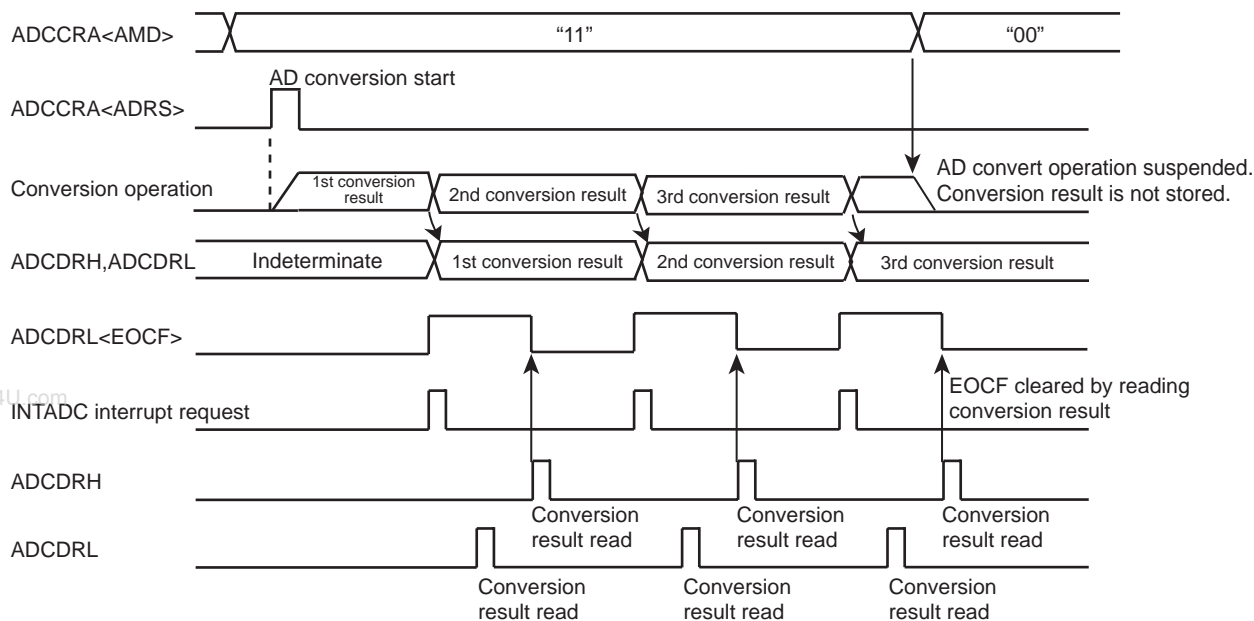 ADCCRA<AMD>
“11”
“00”
AD conversion start
ADCCRA<ADRS>
Conversion operation
1st conversion
result
2nd conversion result
3rd conversion result
AD convert operation suspended.
Conversion result is not stored.
ADCDRH,ADCDRL
Indeterminate
1st conversion result
2nd conversion result
3rd conversion result
ADCDRL<EOCF>
EOCF cleared by reading
conversion result
4U.com
INTADC interrupt request
ADCDRH
Conversion
result read
Conversion
result read
Conversion
result read
ADCDRL
Conversion
result read
Conversion
result read
Conversion
result read